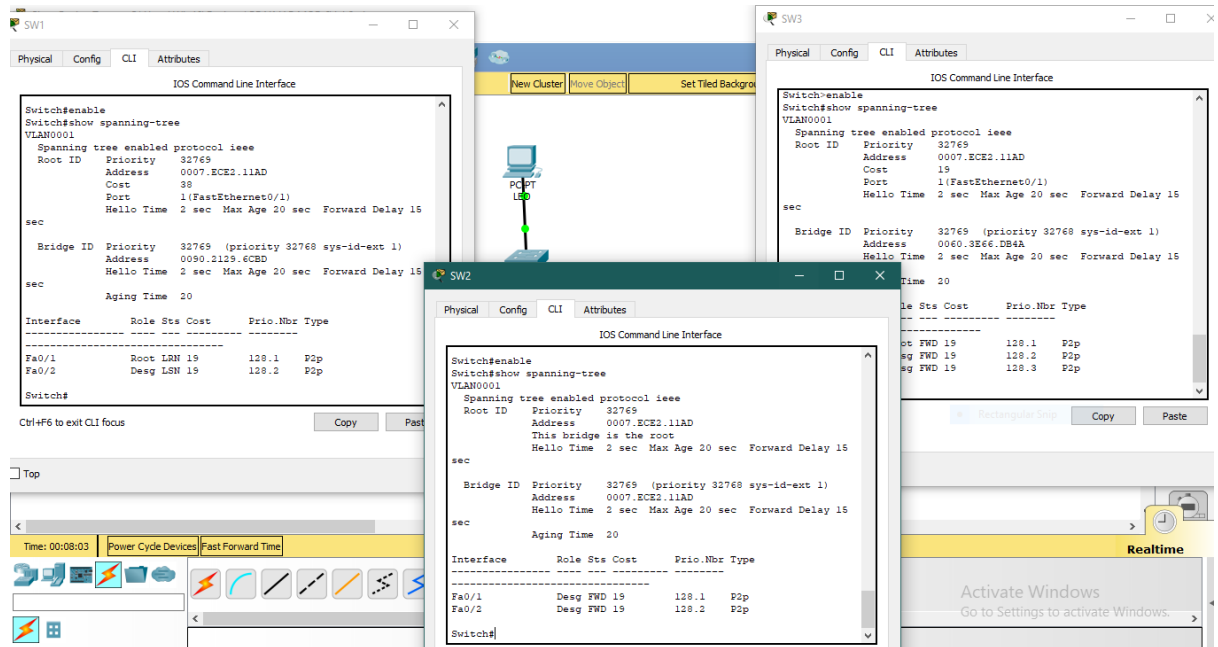 SW1
Physical Config CLI Attributes
IOS Command Line Interface
Switch#enable
Switch#show spanning-tree
VLAN0001
Spanning tree enabled protocol ieee
Root ID Priority 32769
Address 0007.ECE2.11AD
Cost 38
Port 1(FastEthernet0/1)
Hello Time 2 sec Max Age 20 sec Forward Delay 15
sec
Bridge ID Priority 32769 (priority 32768 sys-id-ext 1)
Address 0090.2129.6CBD
Hello Time 2 sec Max Age 20 sec Forward Delay 15
sec
Aging Time 20
Interface Role Sts Cost Prio.Nbr Type
---------------- ---- --- --------- -------- --------------------------------
Fa0/1 Root LRN 19 128.1 P2p
Fa0/2 Desg LSN 19 128.2 P2p
Switch#
Ctrl+F6 to exit CLI focus
Copy
Past
Top
New Cluster Move Object Set Tiled Backgrou
PC-PT
SW3
Physical Config CLI Attributes
IOS Command Line Interface
Switch>enable
Switch#show spanning-tree
VLAN0001
Spanning tree enabled protocol ieee
Root ID Priority 32769
Address 0007.ECE2.11AD
Cost 19
Port 1(FastEthernet0/1)
Hello Time 2 sec Max Age 20 sec Forward Delay 15
sec
Bridge ID Priority 32769 (priority 32768 sys-id-ext 1)
Address 0060.3E66.DB4A
Hello Time 2 sec Max Age 20 sec Forward Delay 15
Time 20
le Sts Cost Prio.Nbr Type
ot FWD 19 128.1 P2p
sg FWD 19 128.2 P2p
sg FWD 19 128.3 P2p
Rectangular Snip
Copy
Paste
SW2
Physical Config CLI Attributes
IOS Command Line Interface
Switch#enable
Switch#show spanning-tree
VLAN0001
Spanning tree enabled protocol ieee
Root ID Priority 32769
Address 0007.ECE2.11AD
This bridge is the root
Hello Time 2 sec Max Age 20 sec Forward Delay 15
sec
Bridge ID Priority 32769 (priority 32768 sys-id-ext 1)
Address 0007.ECE2.11AD
Hello Time 2 sec Max Age 20 sec Forward Delay 15
sec
Aging Time 20
Interface Role Sts Cost Prio.Nbr Type
---------------- ---- --- --------- -------- --------------------------------
Fa0/1 Desg FWD 19 128.1 P2p
Fa0/2 Desg FWD 19 128.2 P2p
Switch#
Time: 00:08:03 Power Cycle Devices Fast Forward Time
Realtime
Activate Windows
Go to Settings to activate Windows.